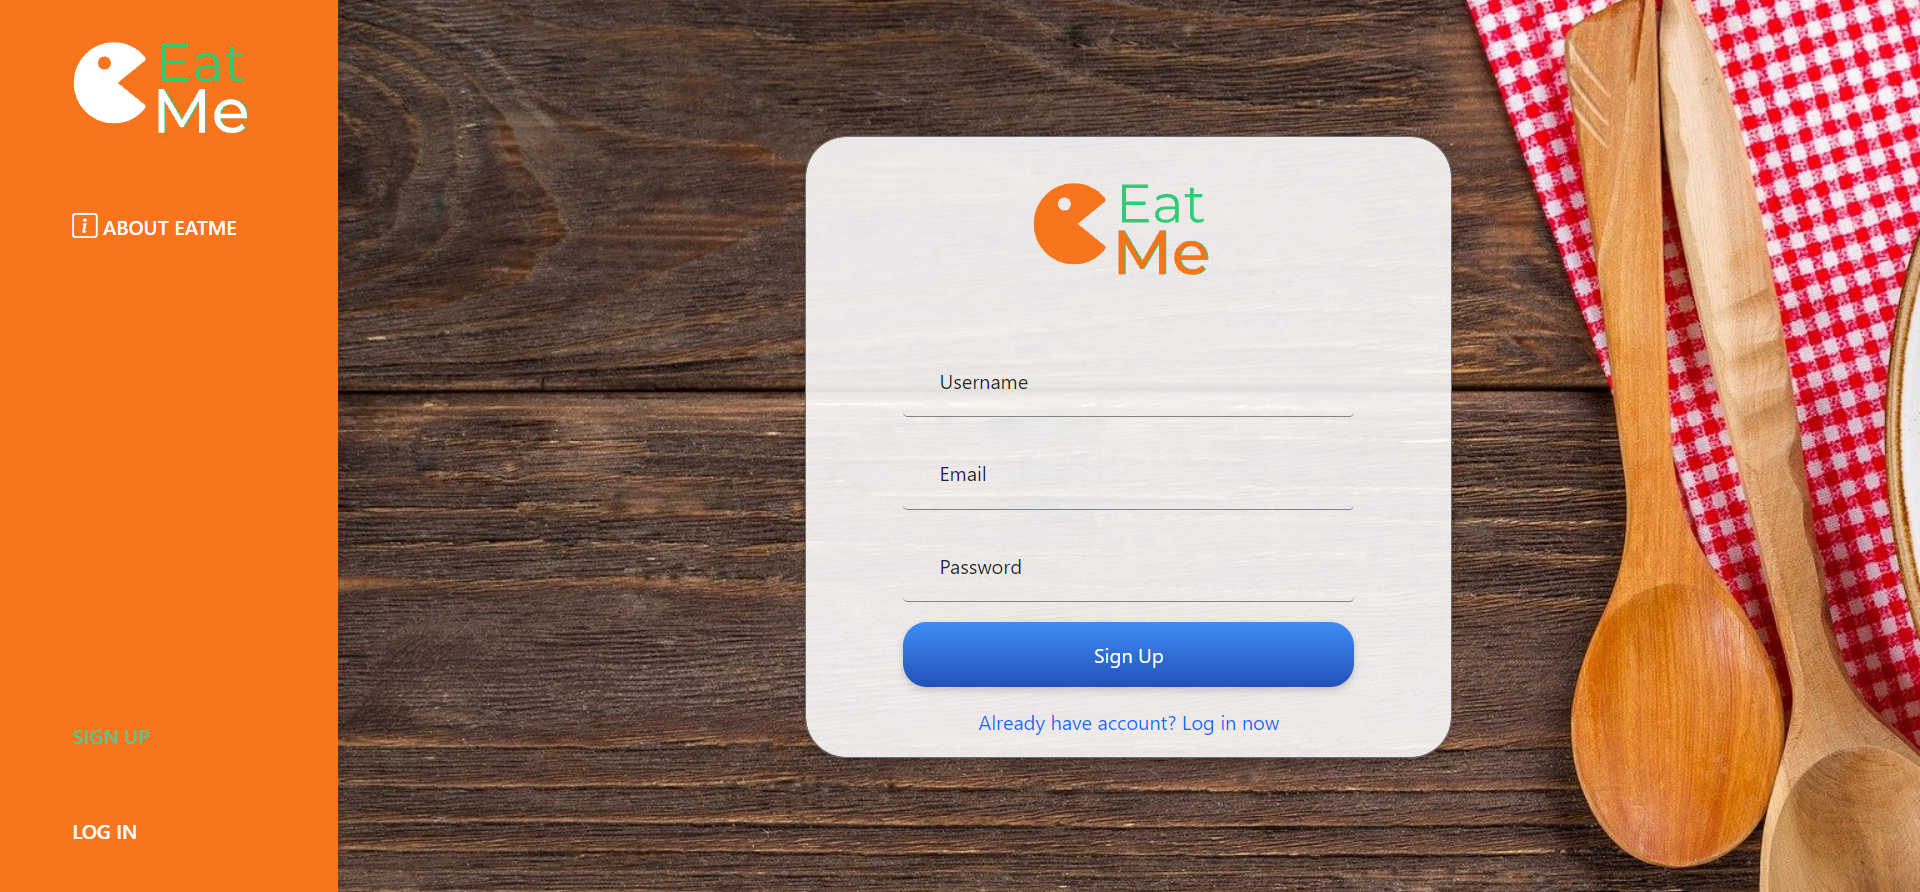 Eat
Me
i ABOUT EATME
SIGN UP
LOG IN
Eat
Me
Username
Email
Password
Sign Up
Already have account? Log in now